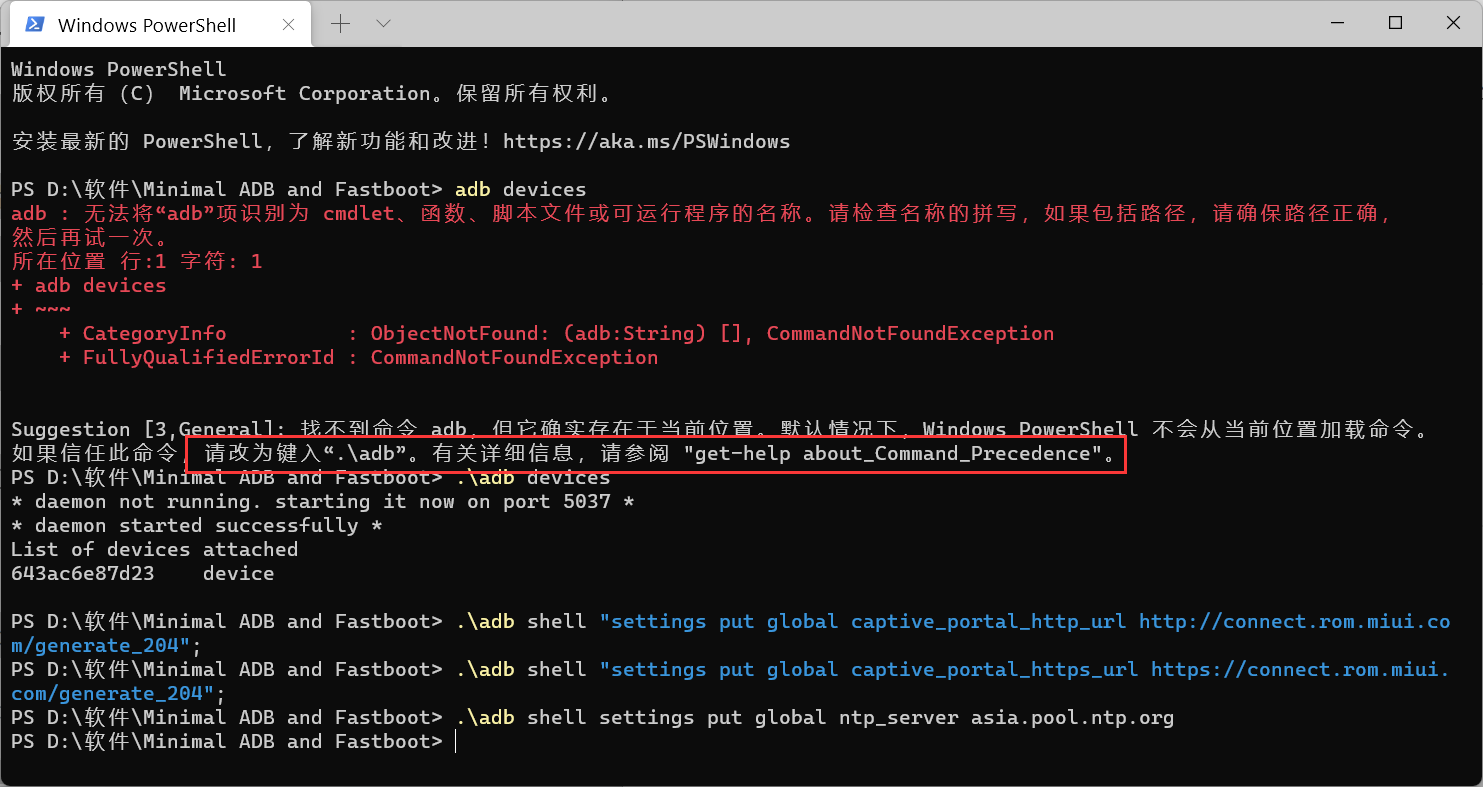 Windows PowerShell
Windows PowerShell
版权所有 (C) Microsoft Corporation。保留所有权利。
安装最新的 PowerShell，了解新功能和改进！https://aka.ms/PSWindows
PS D:\软件\Minimal ADB and Fastboot> adb devices
adb : 无法将“adb”项识别为 cmdlet、函数、脚本文件或可运行程序的名称。请检查名称的拼写，如果包括路径，请确保路径正确，
然后再试一次。
所在位置 行:1 字符: 1
+ adb devices
+ ~~~
    + CategoryInfo          : ObjectNotFound: (adb:String) [], CommandNotFoundException
    + FullyQualifiedErrorId : CommandNotFoundException
Suggestion [3,General]: 找不到命令 adb，但它确实存在于当前位置。默认情况下，Windows PowerShell 不会从当前位置加载命令。
如果信任此命令，请改为键入“.\adb”。有关详细信息，请参阅 "get-help about_Command_Precedence"。
PS D:\软件\Minimal ADB and Fastboot> .\adb devices
* daemon not running. starting it now on port 5037 *
* daemon started successfully *
List of devices attached
643ac6e87d23    device
PS D:\软件\Minimal ADB and Fastboot> .\adb shell "settings put global captive_portal_http_url http://connect.rom.miui.co
m/generate_204";
PS D:\软件\Minimal ADB and Fastboot> .\adb shell "settings put global captive_portal_https_url https://connect.rom.miui.
com/generate_204";
PS D:\软件\Minimal ADB and Fastboot> .\adb shell settings put global ntp_server asia.pool.ntp.org
PS D:\软件\Minimal ADB and Fastboot>